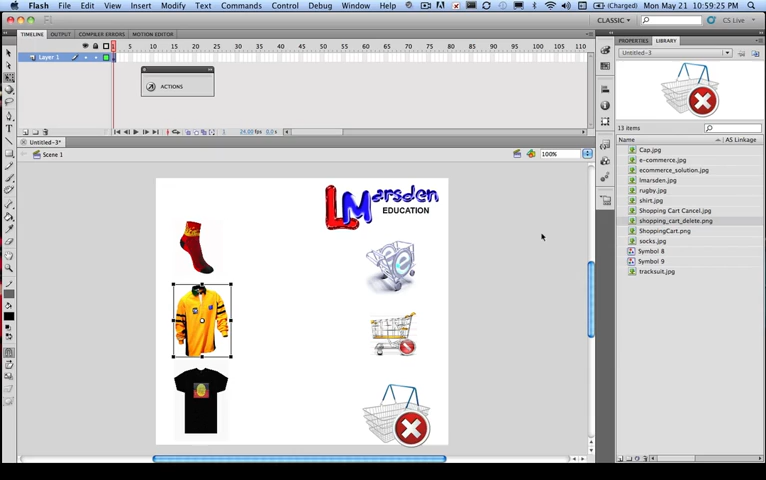 Flash File Edit View Insert Modify Text Commands Control Debug Window Help (Charged) Mon May 21 10:59:25 PM
CLASSIC CS Live
TIMELINE OUTPUT COMPILER ERRORS MOTION EDITOR
PROPERTIES LIBRARY
5 10 15 20 25 30 35 40 45 50 55 60 65 70 75 80 85 90 95 100 105 110
Untitled-3
Layer 1
ACTIONS
24.00 fps 0.0 s
13 items
Name AS Linkage
Untitled-3*
Scene 1
100%
Cap.jpg
e-commerce.jpg
ecommerce_solution.jpg
lmarsden.jpg
rugby.jpg
shirt.jpg
Shopping Cart Cancel.jpg
shopping_cart_delete.png
ShoppingCart.png
socks.jpg
Symbol 8
Symbol 9
tracksuit.jpg
LMarsden
EDUCATION